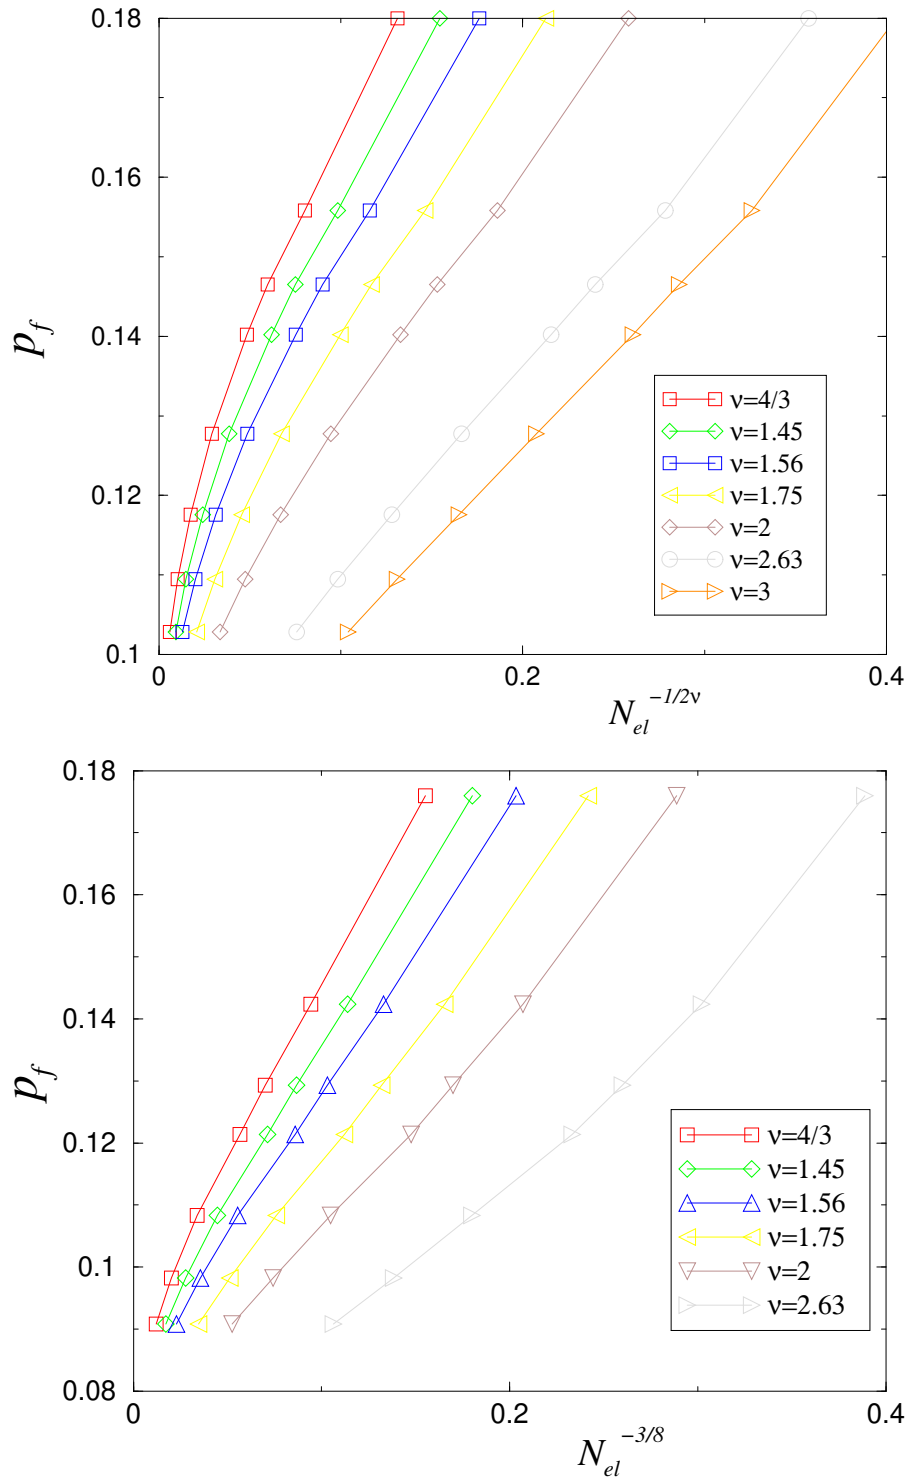 0.18
0.16
0.14
0.12
0.1
p_f
0
0.2
0.4
N_el^-1/2ν
ν=4/3
ν=1.45
ν=1.56
ν=1.75
ν=2
ν=2.63
ν=3
0.18
0.16
0.14
0.12
0.1
0.08
p_f
0
0.2
0.4
N_el^-3/8
ν=4/3
ν=1.45
ν=1.56
ν=1.75
ν=2
ν=2.63